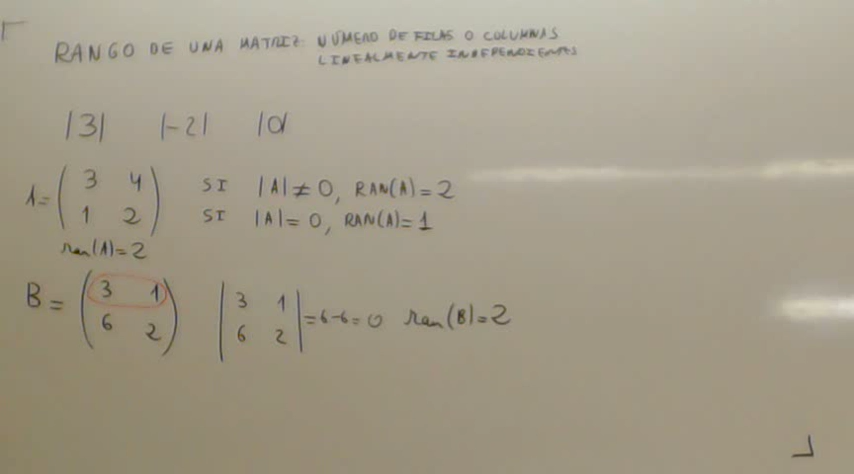 RANGO DE UNA MATRIZ: NÚMERO DE FILAS O COLUMNAS
LINEALMENTE INDEPENDIENTES
|3| |-2| |0|
A = ( 3 4 SI |A| ≠ 0, RAN(A) = 2
1 2 ) SI |A| = 0, RAN(A) = 1
ran(A) = 2
B = ( 3 1 | 3 1
6 2 ) 6 2 | = 6-6 = 0 ran(B) = 2